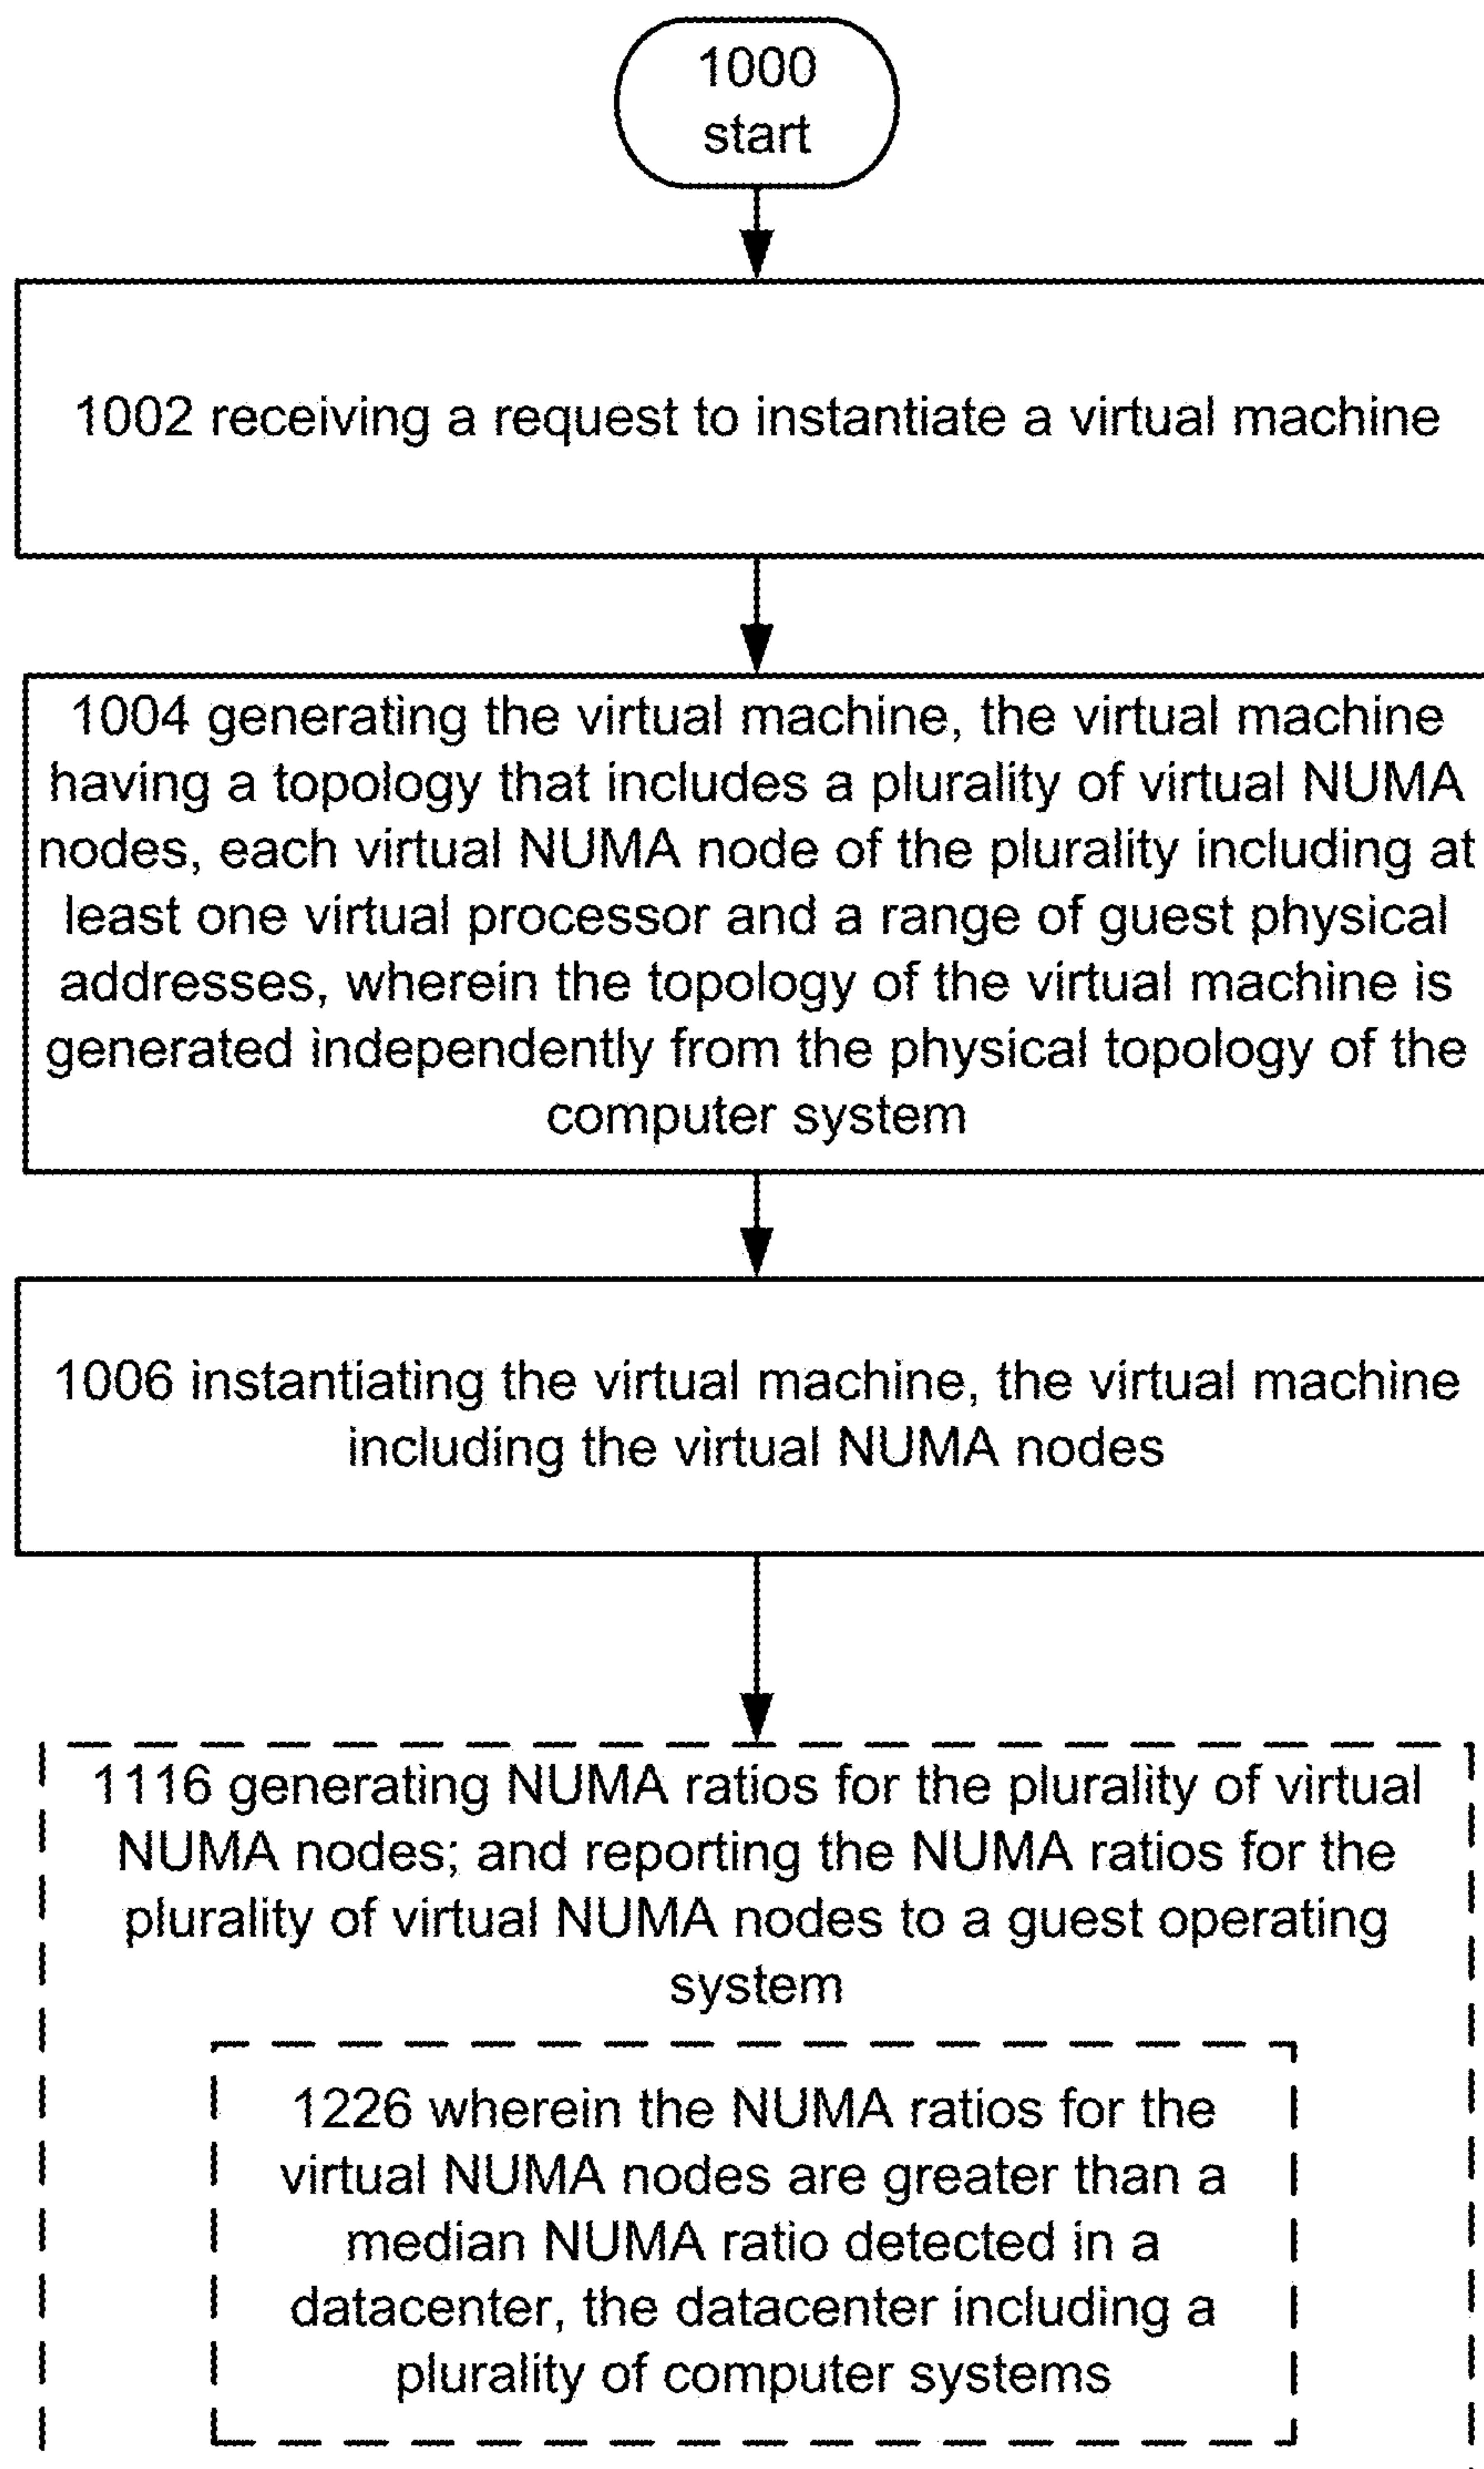 1000
start
1002 receiving a request to instantiate a virtual machine
1004 generating the virtual machine, the virtual machine
having a topology that includes a plurality of virtual NUMA
nodes, each virtual NUMA node of the plurality including at
least one virtual processor and a range of guest physical
addresses, wherein the topology of the virtual machine is
generated independently from the physical topology of the
computer system
1006 instantiating the virtual machine, the virtual machine
including the virtual NUMA nodes
1116 generating NUMA ratios for the plurality of virtual
NUMA nodes; and reporting the NUMA ratios for the
plurality of virtual NUMA nodes to a guest operating
system
1226 wherein the NUMA ratios for the
virtual NUMA nodes are greater than a
median NUMA ratio detected in a
datacenter, the datacenter including a
plurality of computer systems